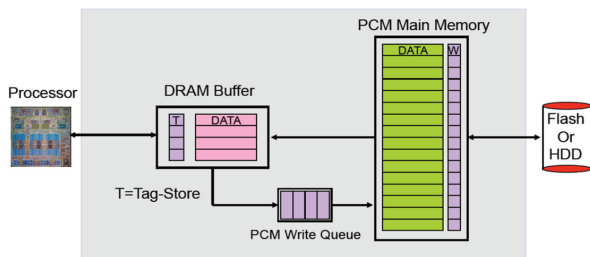 PCM Main Memory
DATA W
Processor
DRAM Buffer
T DATA
Flash
Or
HDD
T=Tag-Store
PCM Write Queue